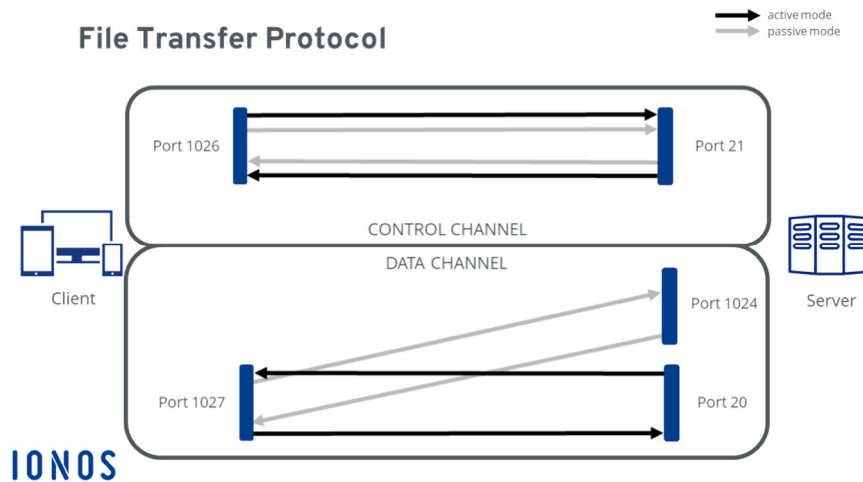 File Transfer Protocol
active mode
passive mode
Port 1026
Port 21
CONTROL CHANNEL
DATA CHANNEL
Client
Server
Port 1024
Port 1027
Port 20
IONOS